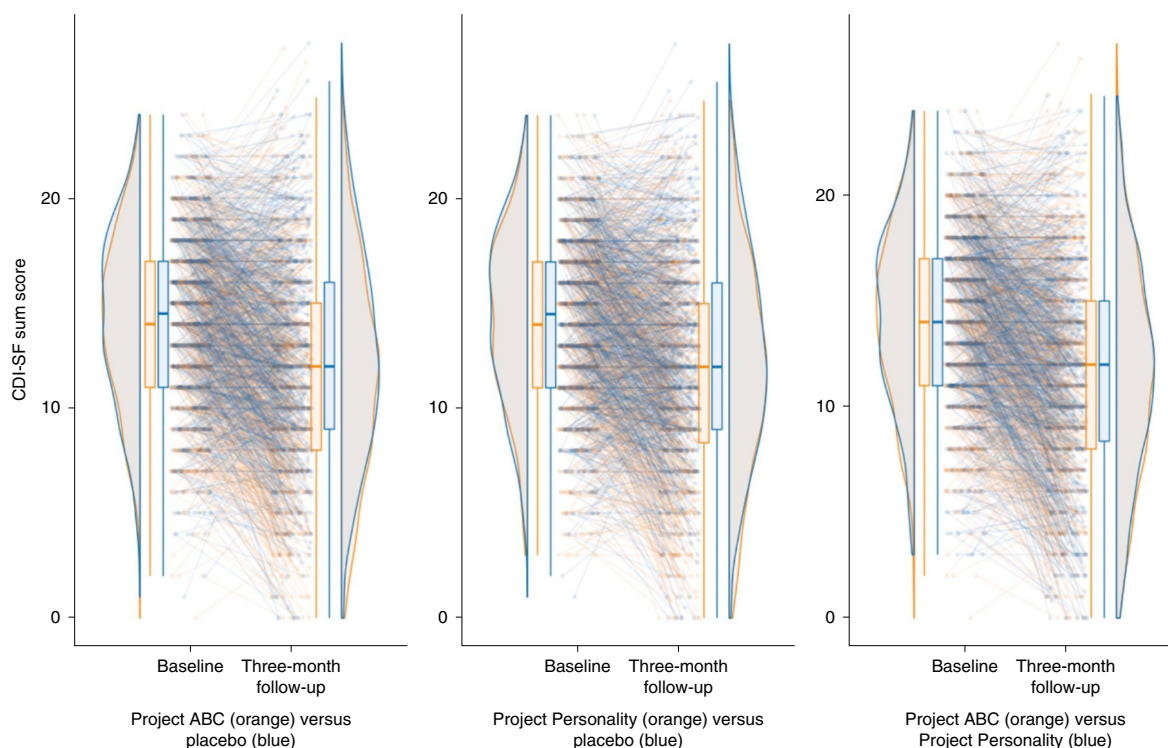 CDI-SF sum score
20
10
0
Baseline
Three-month
follow-up
Project ABC (orange) versus
placebo (blue)
20
10
0
Baseline
Three-month
follow-up
Project Personality (orange) versus
placebo (blue)
20
10
0
Baseline
Three-month
follow-up
Project ABC (orange) versus
Project Personality (blue)